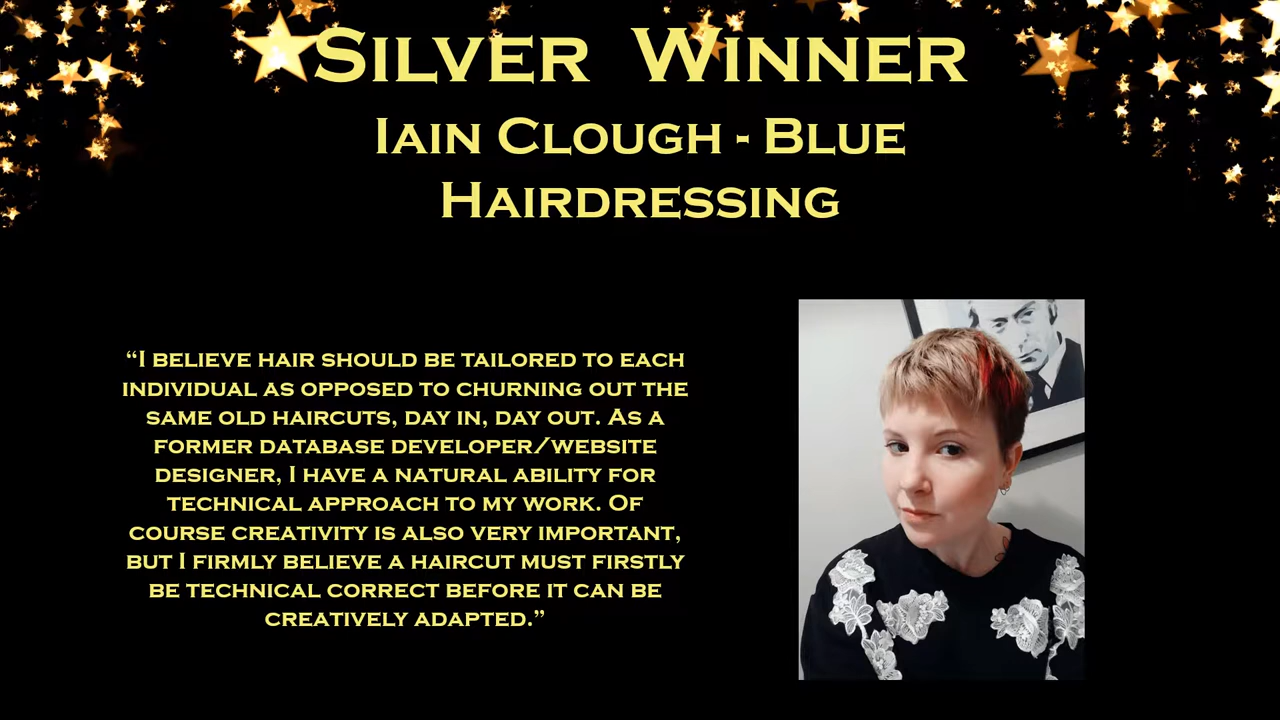 Silver Winner
Iain Clough - Blue
Hairdressing
“I believe hair should be tailored to each
individual as opposed to churning out the
same old haircuts, day in, day out. As a
former database developer/website
designer, I have a natural ability for
technical approach to my work. Of
course creativity is also very important,
but I firmly believe a haircut must firstly
be technical correct before it can be
creatively adapted.”